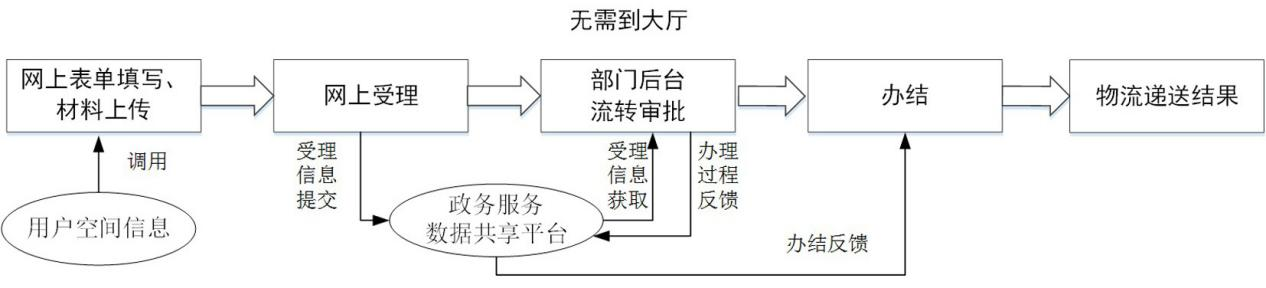 无需到大厅
网上表单填写、
材料上传
网上受理
部门后台
流转审批
办结
物流递送结果
调用
受理
信息
提交
受理
信息
获取
办理
过程
反馈
用户空间信息
政务服务
数据共享平台
办结反馈